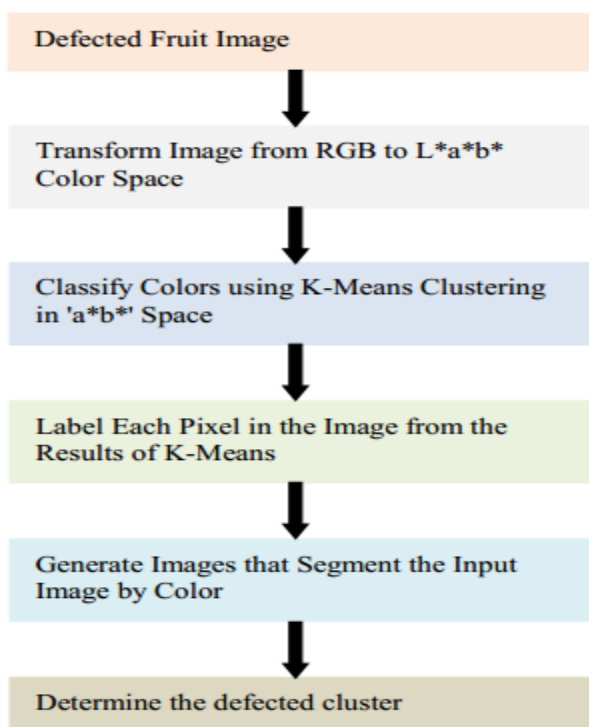 Defected Fruit Image
Transform Image from RGB to L*a*b*
Color Space
Classify Colors using K-Means Clustering
in 'a*b*' Space
Label Each Pixel in the Image from the
Results of K-Means
Generate Images that Segment the Input
Image by Color
Determine the defected cluster